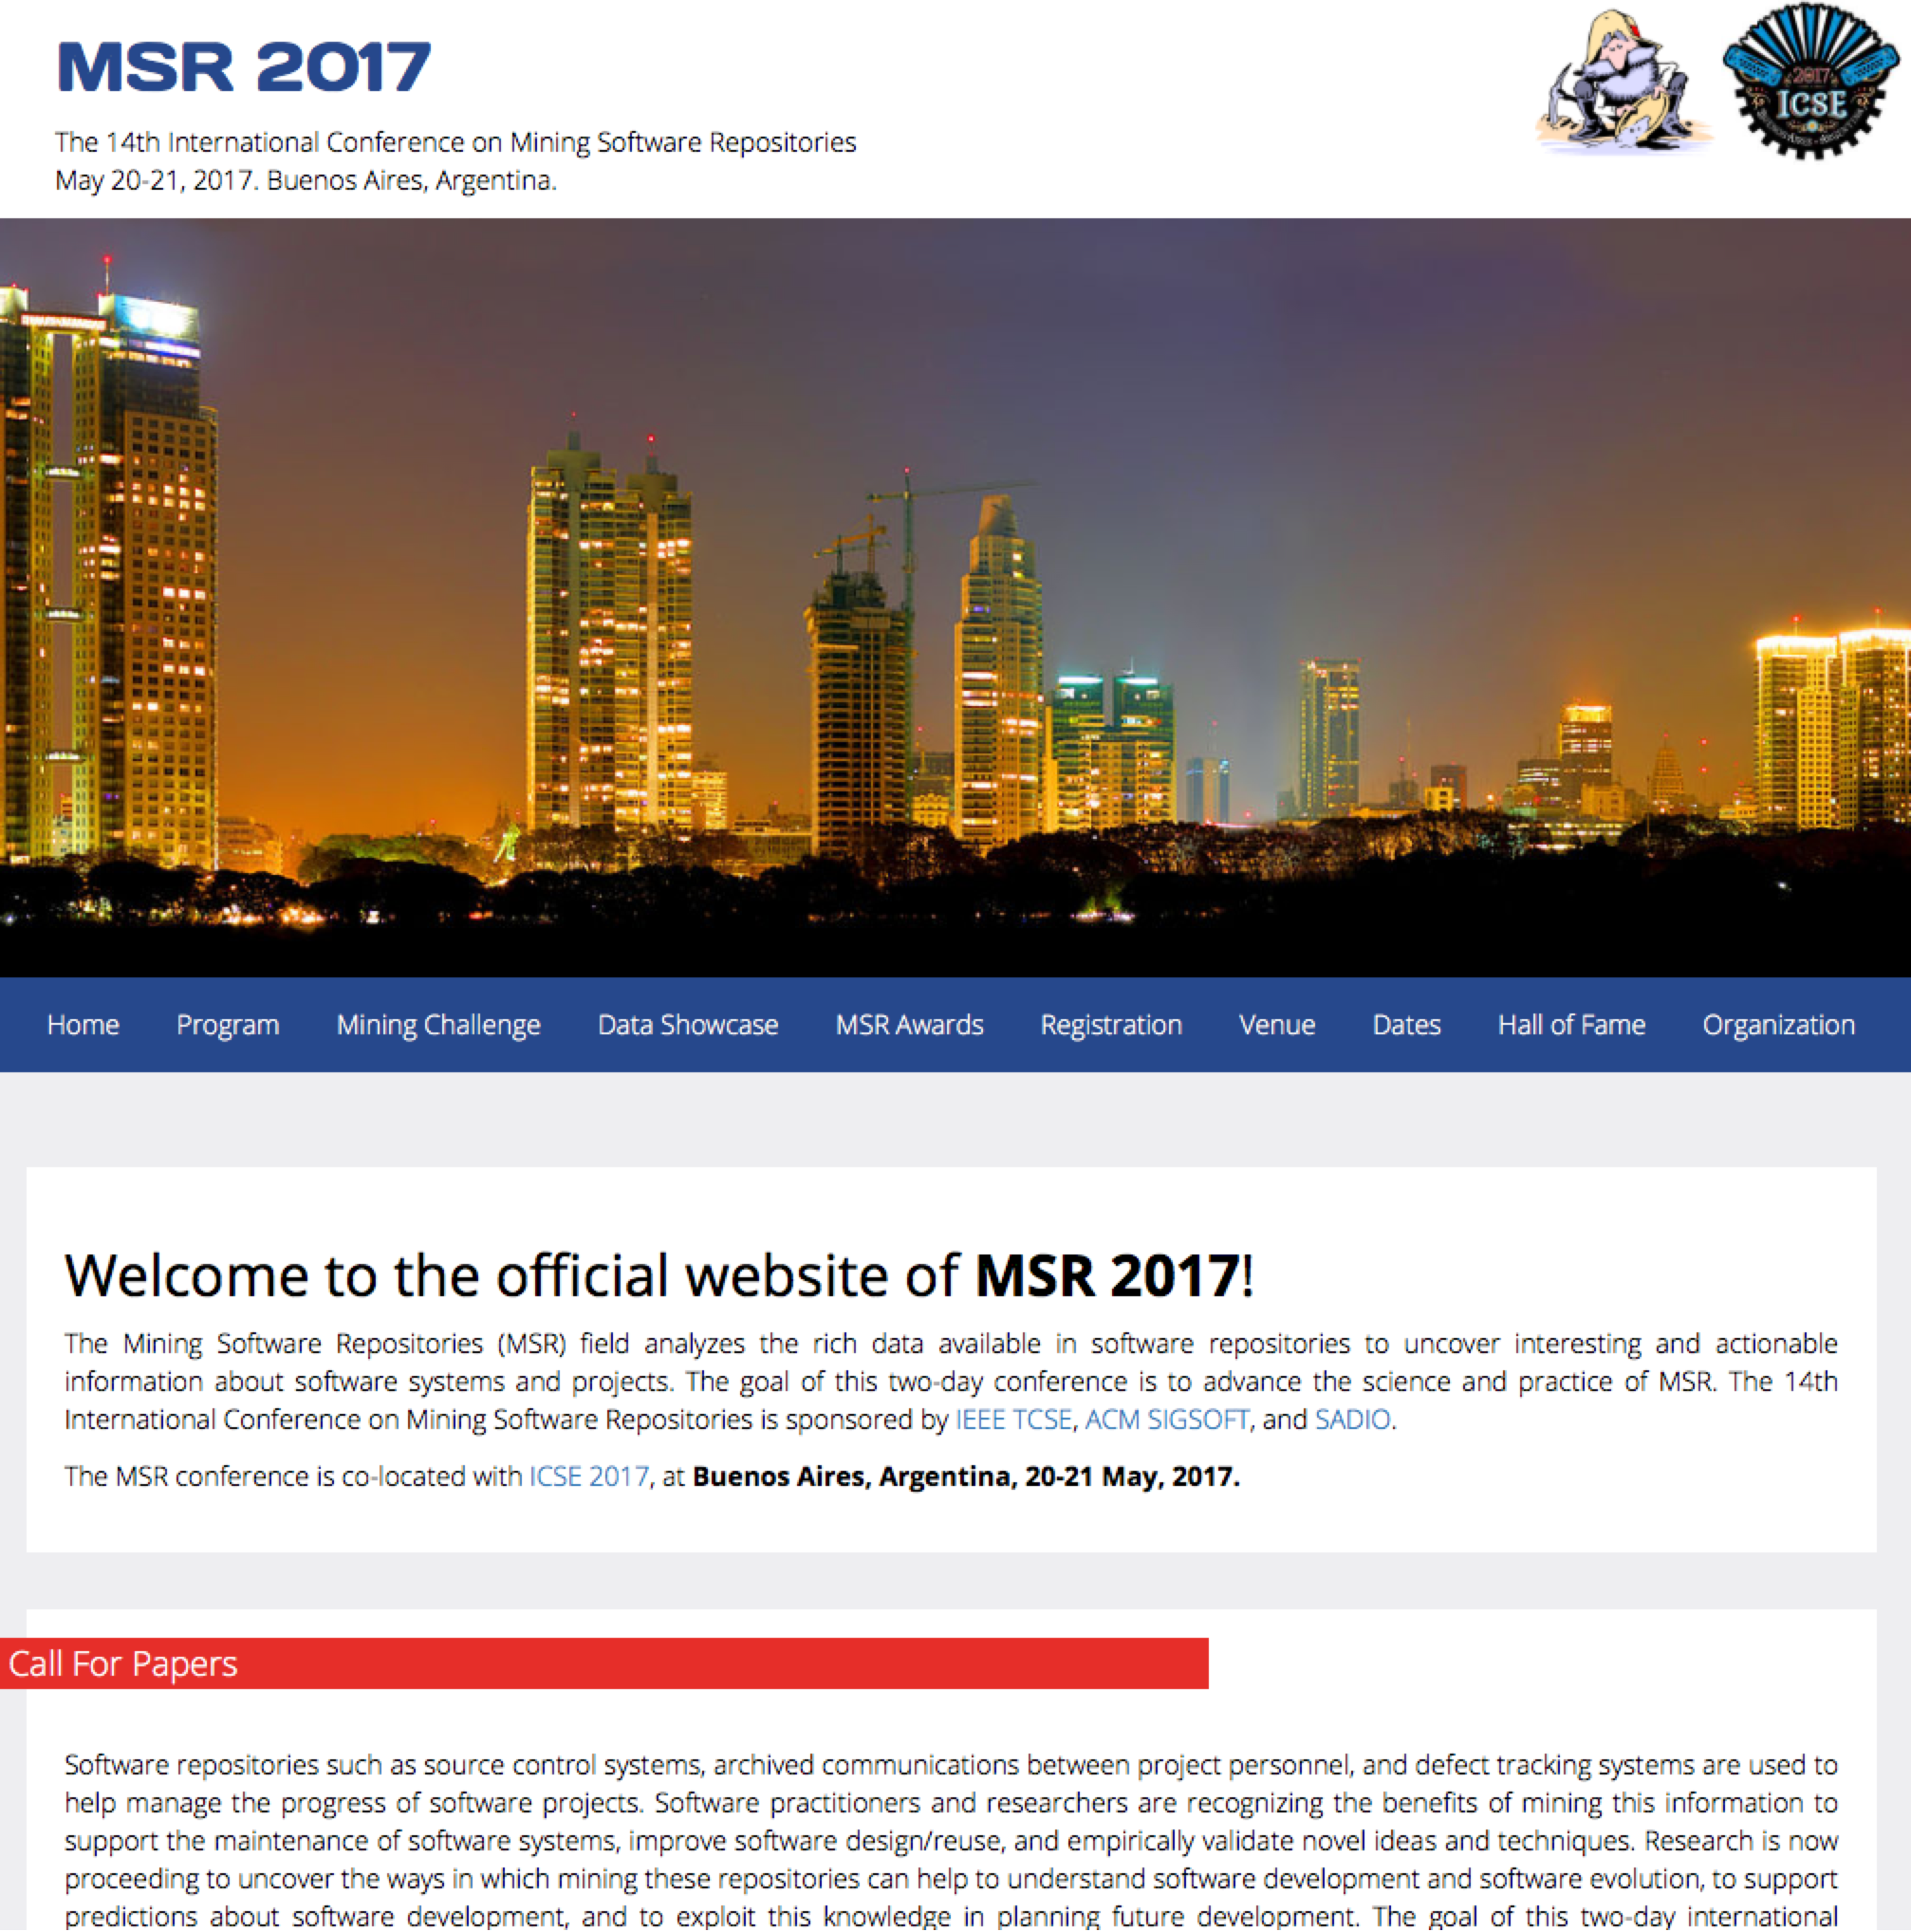 MSR 2017
The 14th International Conference on Mining Software Repositories
May 20-21, 2017. Buenos Aires, Argentina.
2017
ICSE
Home Program Mining Challenge Data Showcase MSR Awards Registration Venue Dates Hall of Fame Organization
Welcome to the official website of MSR 2017!
The Mining Software Repositories (MSR) field analyzes the rich data available in software repositories to uncover interesting and actionable
information about software systems and projects. The goal of this two-day conference is to advance the science and practice of MSR. The 14th
International Conference on Mining Software Repositories is sponsored by IEEE TCSE, ACM SIGSOFT, and SADIO.
The MSR conference is co-located with ICSE 2017, at Buenos Aires, Argentina, 20-21 May, 2017.
Call For Papers
Software repositories such as source control systems, archived communications between project personnel, and defect tracking systems are used to
help manage the progress of software projects. Software practitioners and researchers are recognizing the benefits of mining this information to
support the maintenance of software systems, improve software design/reuse, and empirically validate novel ideas and techniques. Research is now
proceeding to uncover the ways in which mining these repositories can help to understand software development and software evolution, to support
predictions about software development, and to exploit this knowledge in planning future development. The goal of this two-day international